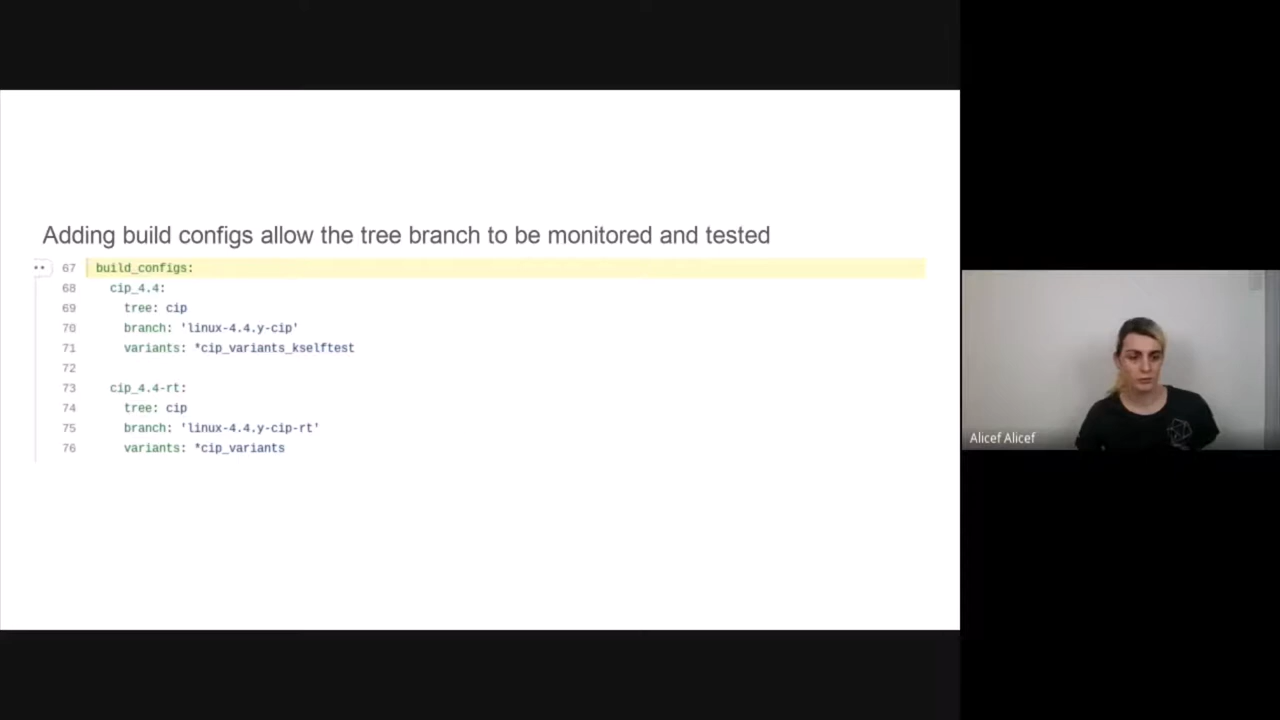 Adding build configs allow the tree branch to be monitored and tested
67 build_configs:
68 cip_4.4:
69 tree: cip
70 branch: 'linux-4.4.y-cip'
71 variants: *cip_variants_kselftest
72
73 cip_4.4-rt:
74 tree: cip
75 branch: 'linux-4.4.y-cip-rt'
76 variants: *cip_variants
Alicef Alicef